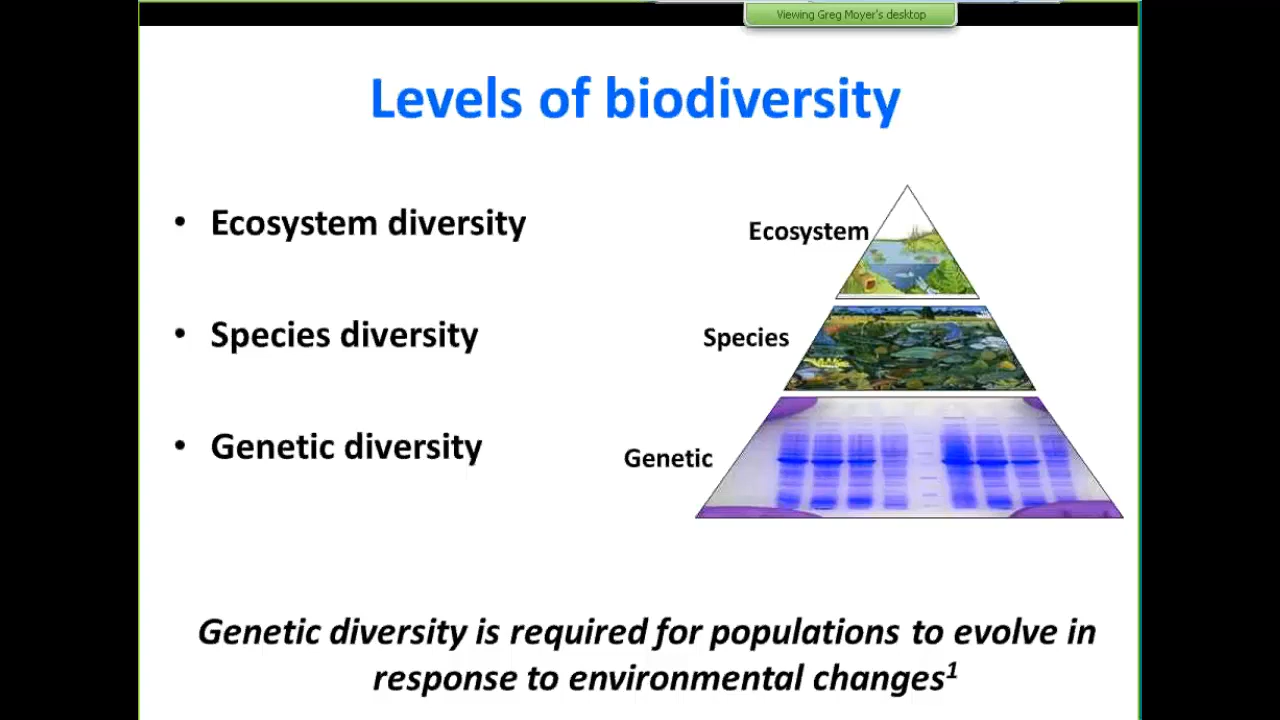 Viewing Greg Moyer's desktop
Levels of biodiversity
• Ecosystem diversity
• Species diversity
• Genetic diversity
Ecosystem
Species
Genetic
Genetic diversity is required for populations to evolve in
response to environmental changes¹